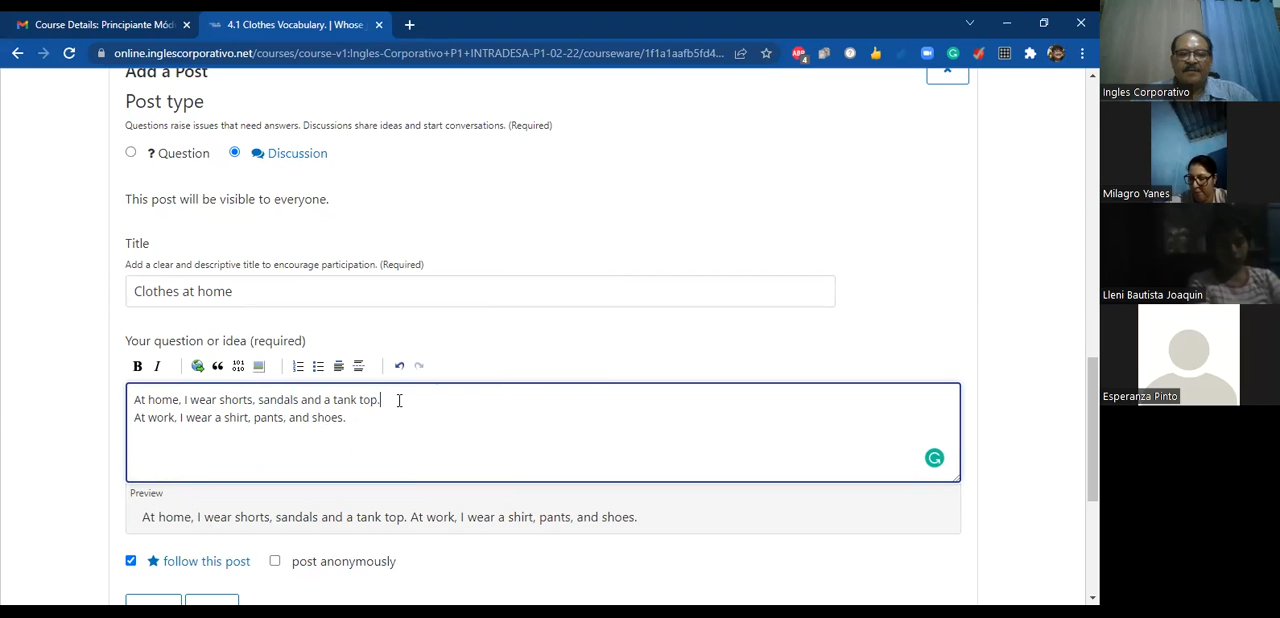 Course Details: Principiante Mód
4.1 Clothes Vocabulary. | Whose
online.inglescorporativo.net/courses/course-v1:Ingles-Corporativo+P1+INTRADESA-P1-02-22/courseware/1f1a1aafb5fd4...
4
Add a Post
Post type
Questions raise issues that need answers. Discussions share ideas and start conversations. (Required)
? Question
Discussion
This post will be visible to everyone.
Title
Add a clear and descriptive title to encourage participation. (Required)
Clothes at home
Your question or idea (required)
B I
101
010
At home, I wear shorts, sandals and a tank top.
At work, I wear a shirt, pants, and shoes.
Preview
At home, I wear shorts, sandals and a tank top. At work, I wear a shirt, pants, and shoes.
follow this post
post anonymously
Ingles Corporativo
Milagro Yanes
Lleni Bautista Joaquin
Esperanza Pinto